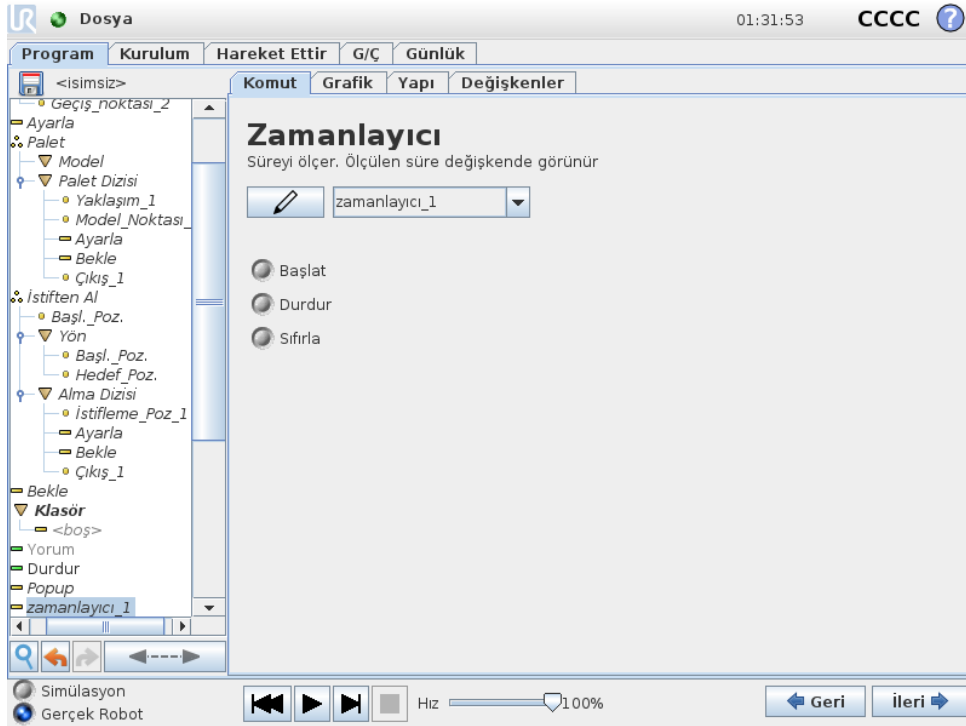 UR Dosya 01:31:53 CCCC ?
Program Kurulum Hareket Ettir G/Ç Günlük
<isimsiz>
Komut Grafik Yapı Değişkenler
Geçiş_noktası_2
Ayarla
Palet
Model
Palet Dizisi
Yaklaşım_1
Model_Noktası_
Ayarla
Bekle
Çıkış_1
İstiften Al
Başl._Poz.
Yön
Başl._Poz.
Hedef_Poz.
Alma Dizisi
İstifleme_Poz_1
Ayarla
Bekle
Çıkış_1
Bekle
Klasör
<boş>
Yorum
Durdur
Popup
zamanlayıcı_1
Zamanlayıcı
Süreyi ölçer. Ölçülen süre değişkende görünür
zamanlayıcı_1
Başlat
Durdur
Sıfırla
Simülasyon
Gerçek Robot
Hız 100%
Geri İleri